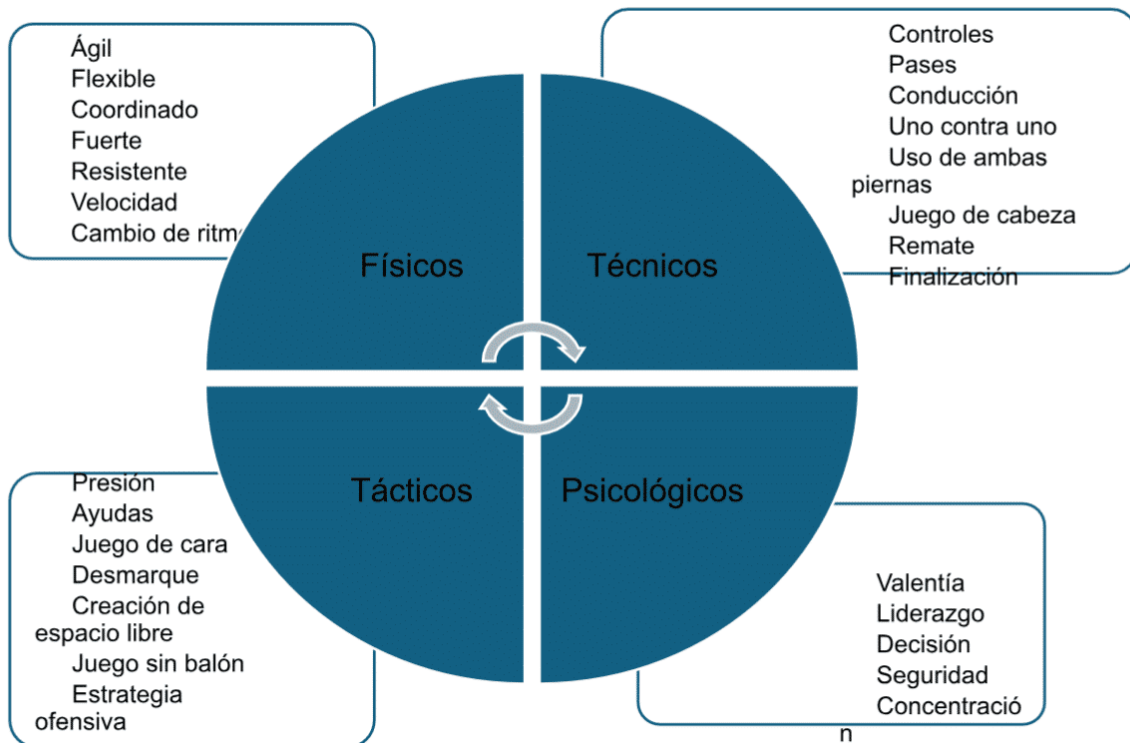 Ágil
Flexible
Coordinado
Fuerte
Resistente
Velocidad
Cambio de ritmo
Controles
Pases
Conducción
Uno contra uno
Uso de ambas
piernas
Juego de cabeza
Remate
Finalización
Físicos
Técnicos
Tácticos
Psicológicos
Presión
Ayudas
Juego de cara
Desmarque
Creación de
espacio libre
Juego sin balón
Estrategia
ofensiva
Valentía
Liderazgo
Decisión
Seguridad
Concentració
n